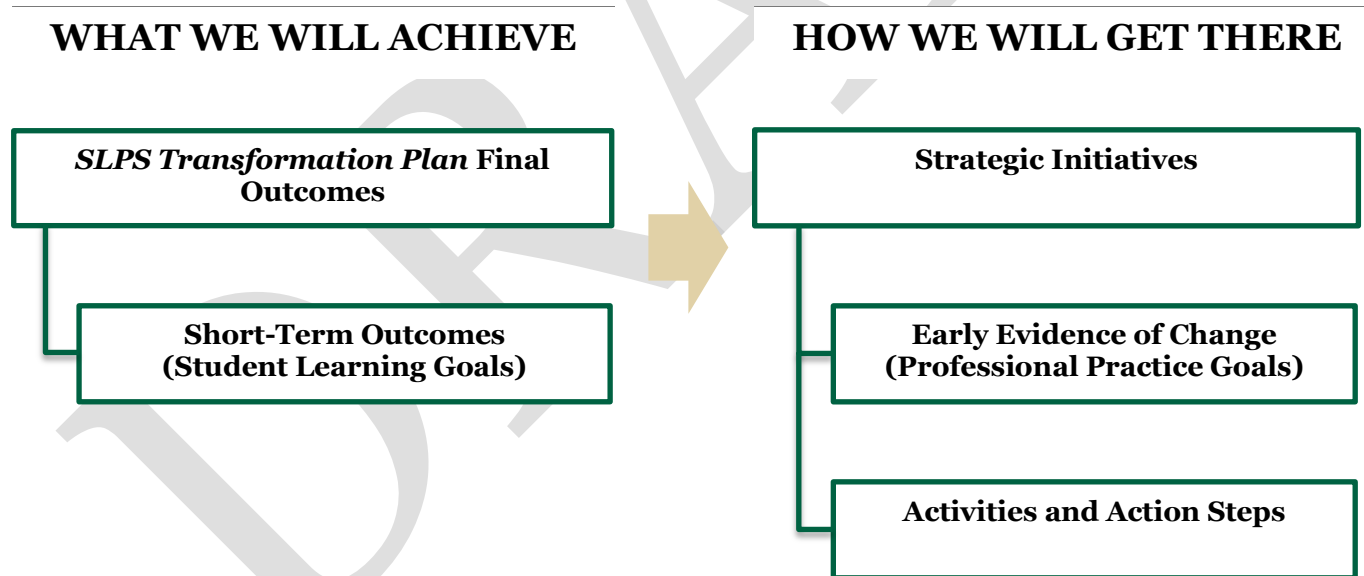 WHAT WE WILL ACHIEVE
SLPS Transformation Plan Final
Outcomes
Short-Term Outcomes
(Student Learning Goals)
HOW WE WILL GET THERE
Strategic Initiatives
Early Evidence of Change
(Professional Practice Goals)
Activities and Action Steps
DRA